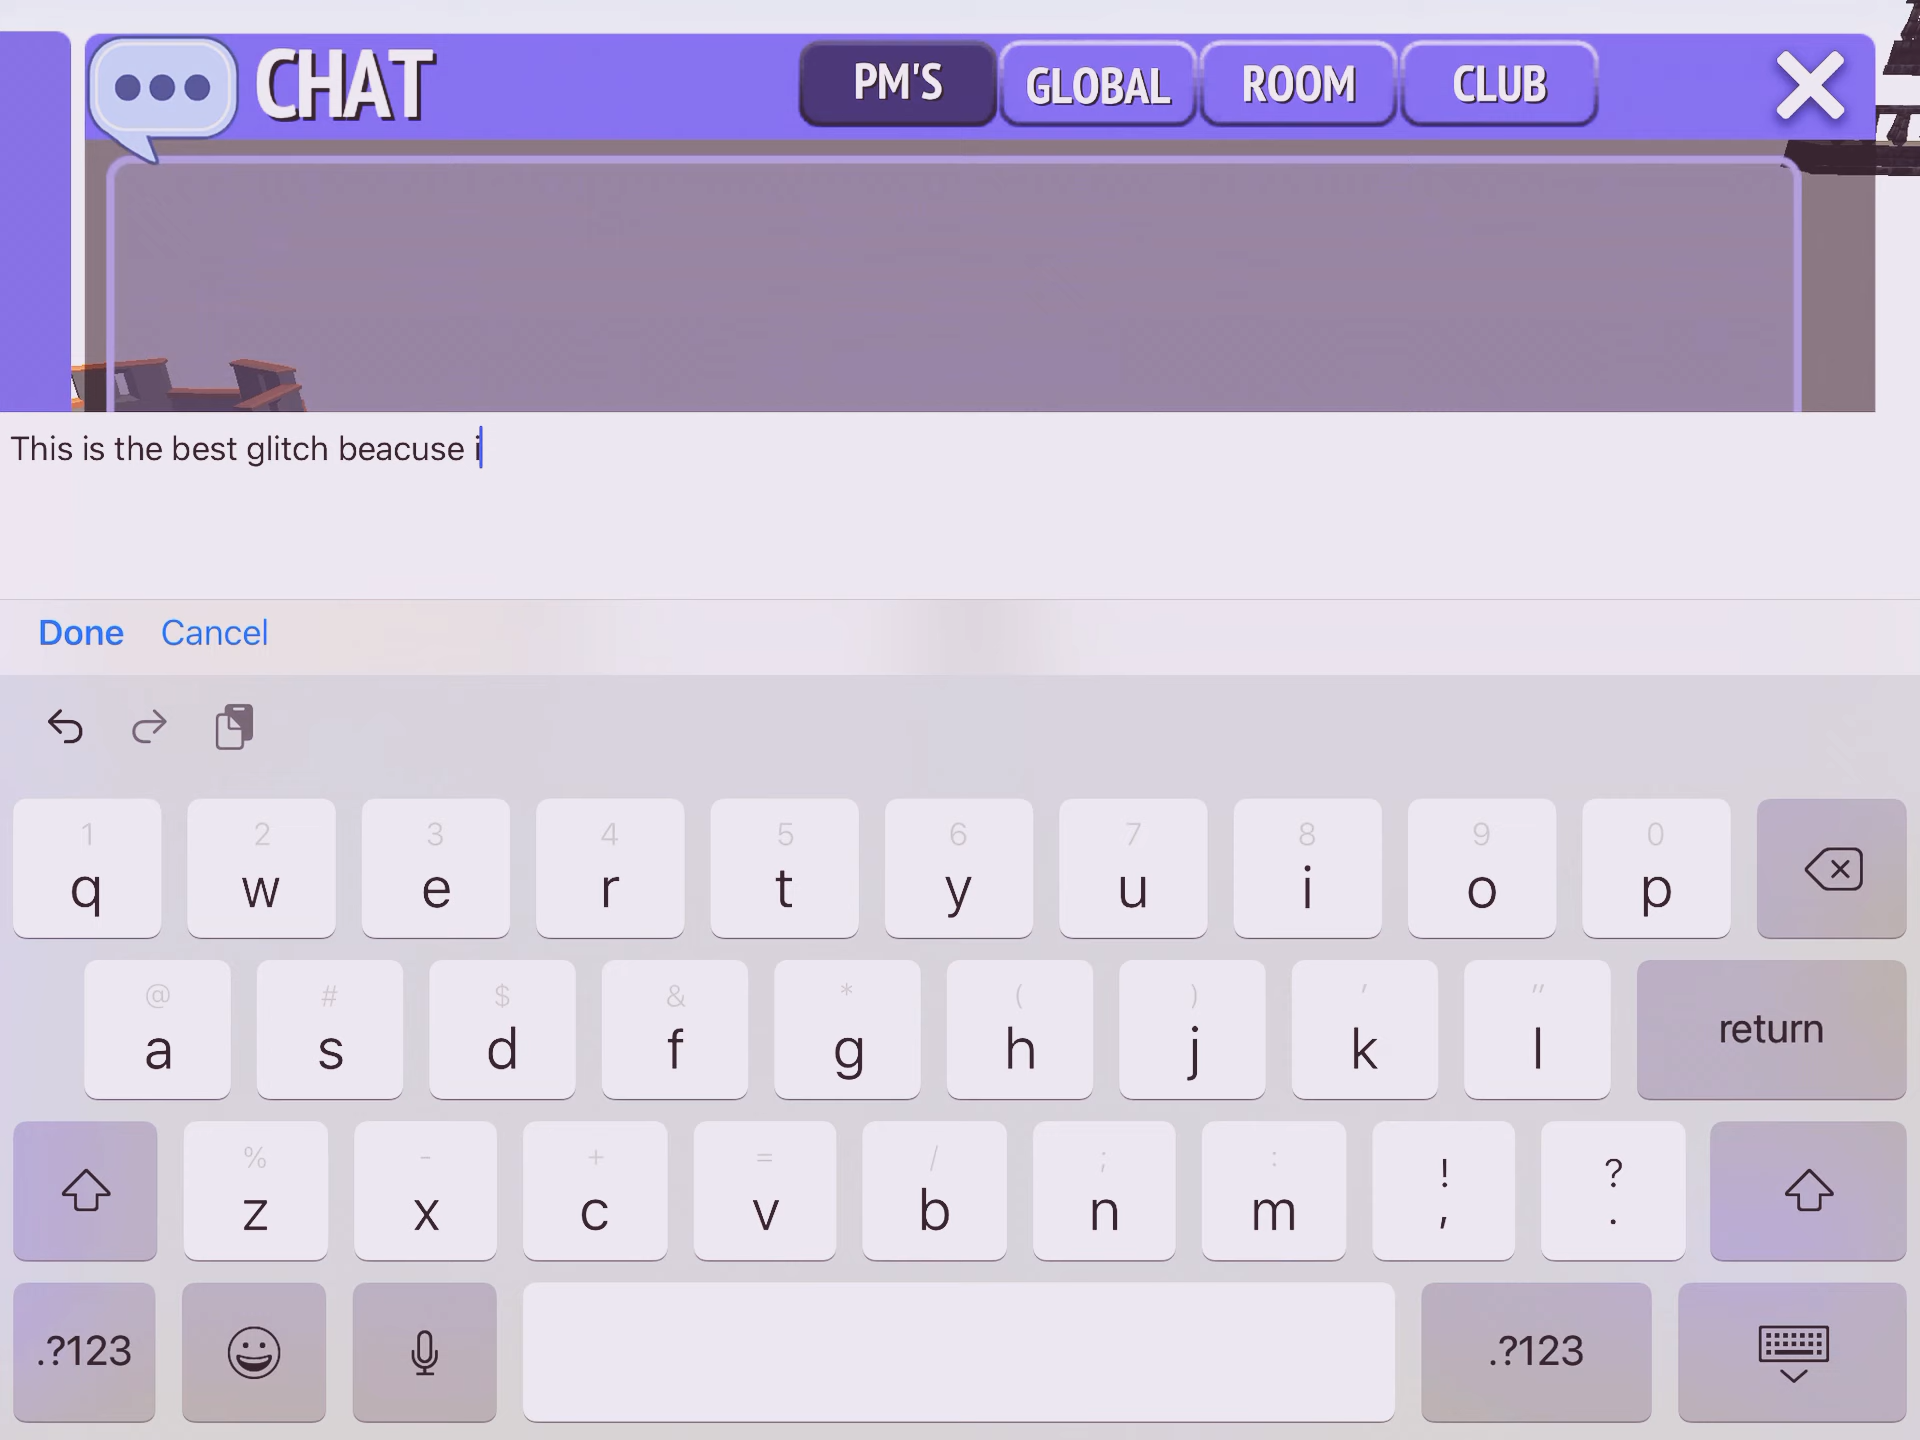 CHAT PM'S GLOBAL ROOM CLUB
This is the best glitch beacuse i
Done Cancel
1 2 3 4 5 6 7 8 9 0
q w e r t y u i o p
@ # $ & * ( ) ' "
a s d f g h j k l return
% - + = / ; : ! ?
z x c v b n m , .
.?123 .?123